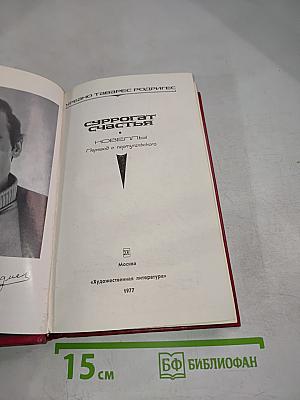 УРБАНО ТАВАРЕС РОДРИГЕС
СУРРОГАТ
СЧАСТЬЯ
НОВЕЛЛЫ
Перевод с португальского
Москва
«Художественная литература»
1977
15 см
БФ БИБЛИОФАН